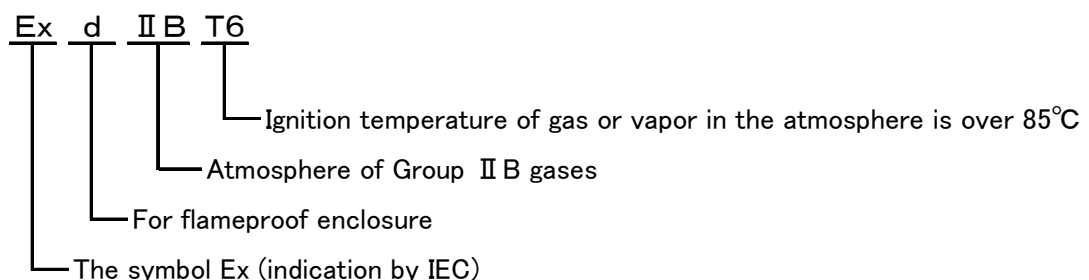 Ex d ⅡB T6
Ignition temperature of gas or vapor in the atmosphere is over 85℃
Atmosphere of Group ⅡB gases
For flameproof enclosure
The symbol Ex (indication by IEC)